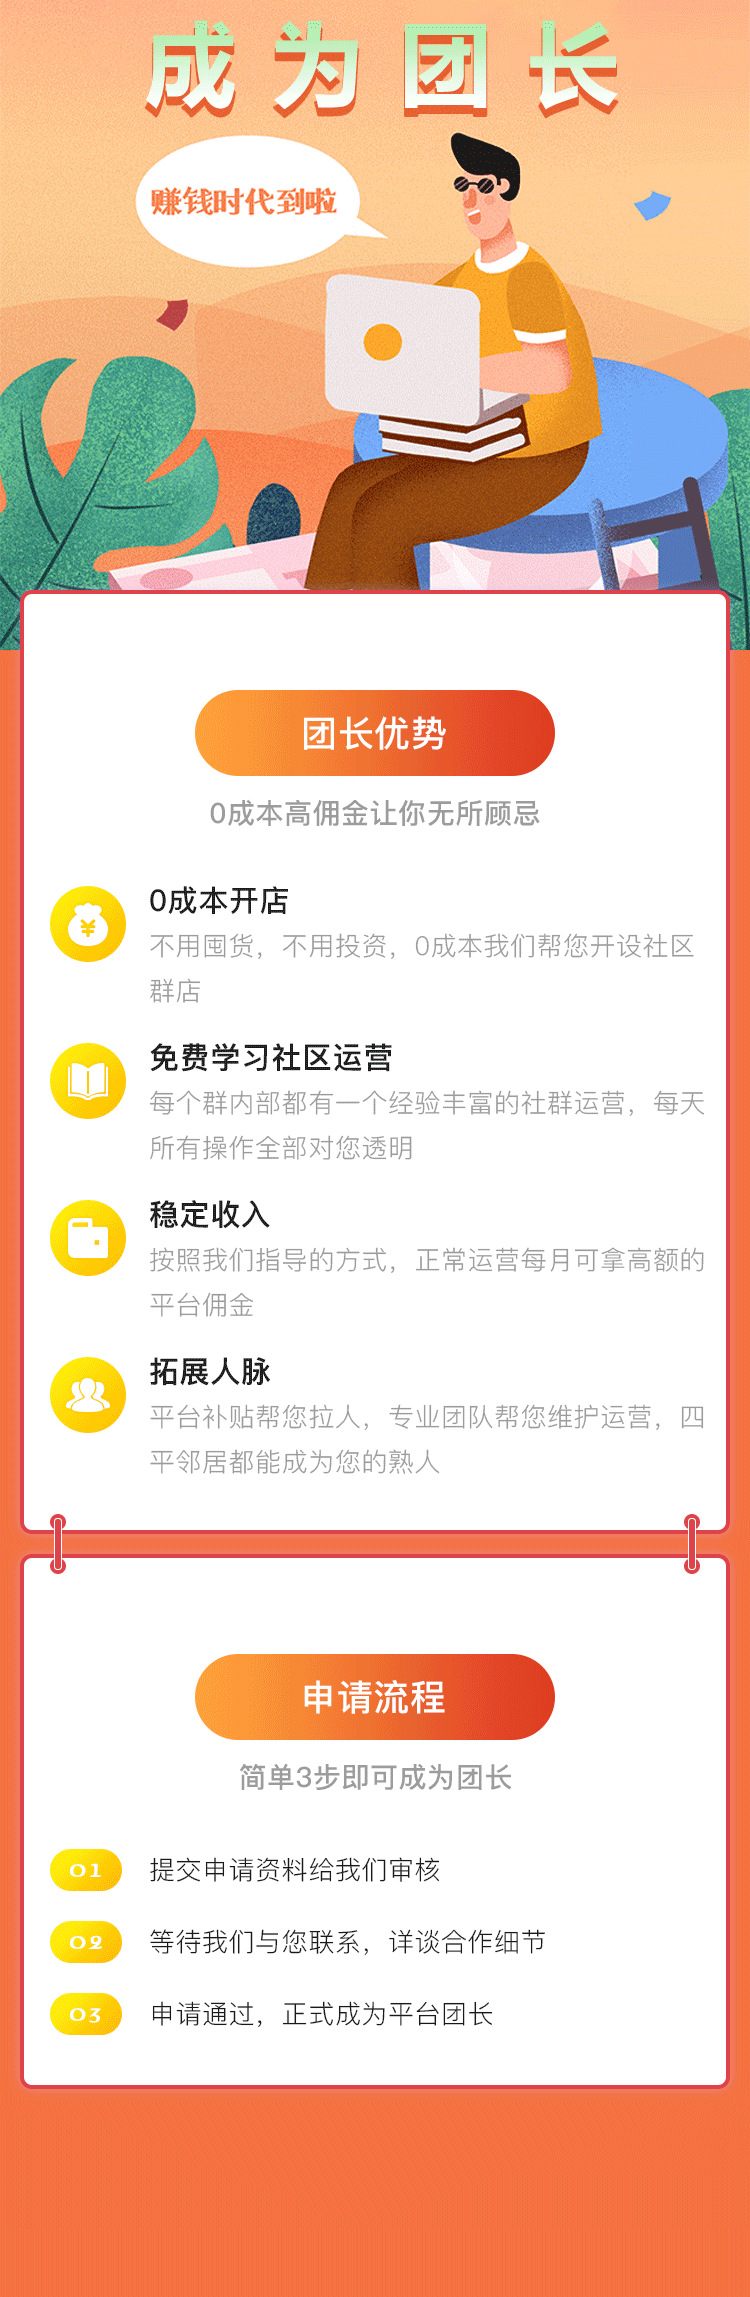 成为团长
赚钱时代到啦
团长优势
0成本高佣金让你无所顾忌
0成本开店
不用囤货，不用投资，0成本我们帮您开设社区
群店
免费学习社区运营
每个群内部都有一个经验丰富的社群运营，每天
所有操作全部对您透明
稳定收入
按照我们指导的方式，正常运营每月可拿高额的
平台佣金
拓展人脉
平台补贴帮您拉人，专业团队帮您维护运营，四
平邻居都能成为您的熟人
申请流程
简单3步即可成为团长
01 提交申请资料给我们审核
02 等待我们与您联系，详谈合作细节
03 申请通过，正式成为平台团长